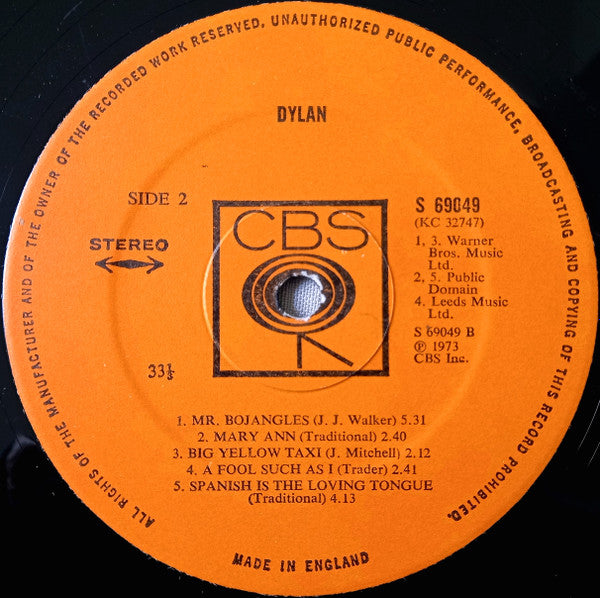 ALL RIGHTS OF THE MANUFACTURER AND OF THE OWNER OF THE RECORDED WORK RESERVED, UNAUTHORIZED PUBLIC PERFORMANCE, BROADCASTING AND COPYING OF THIS RECORD PROHIBITED.
DYLAN
SIDE 2
STEREO
33⅓
CBS
S 69049
(KC 32747)
1, 3. Warner
Bros. Music
Ltd.
2, 5. Public
Domain
4. Leeds Music
Ltd.
S 69049 B
℗ 1973
CBS Inc.
1. MR. BOJANGLES (J. J. Walker) 5.31
2. MARY ANN (Traditional) 2.40
3. BIG YELLOW TAXI (J. Mitchell) 2.12
4. A FOOL SUCH AS I (Trader) 2.41
5. SPANISH IS THE LOVING TONGUE
(Traditional) 4.13
MADE IN ENGLAND